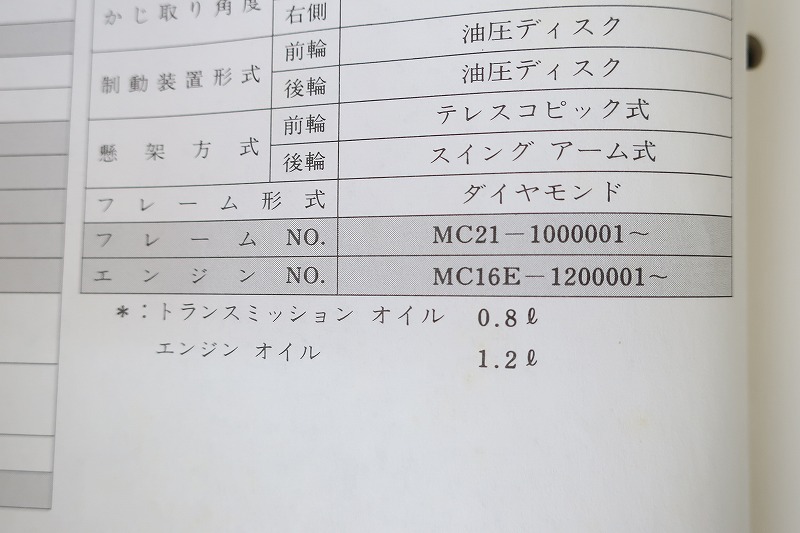 かじ取り角度 右側
制動装置形式 前輪 油圧ディスク
後輪 油圧ディスク
懸架方式 前輪 テレスコピック式
後輪 スイング アーム式
フレーム形式 ダイヤモンド
フレーム NO. MC21－1000001～
エンジン NO. MC16E－1200001～
＊：トランスミッション オイル 0.8ℓ
エンジン オイル 1.2ℓ